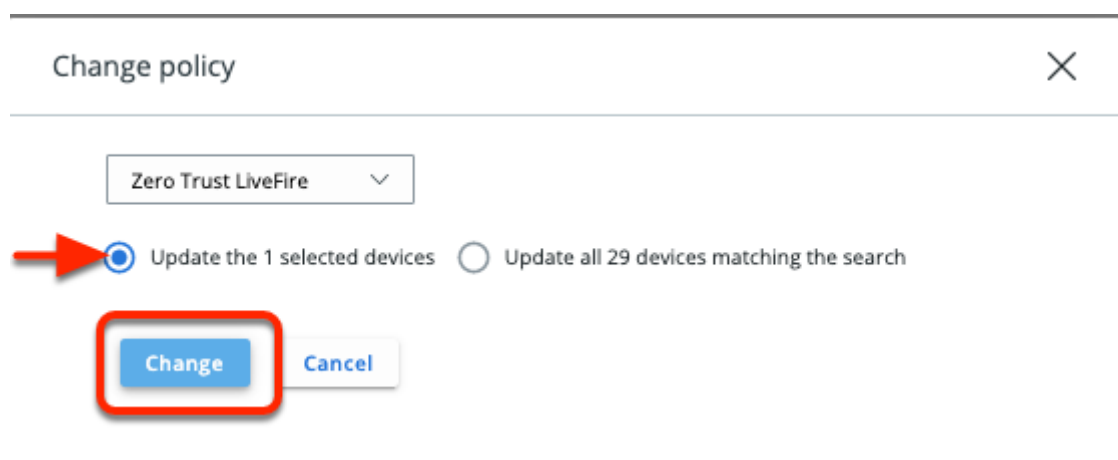 Change policy
Zero Trust LiveFire
Update the 1 selected devices Update all 29 devices matching the search
Change Cancel